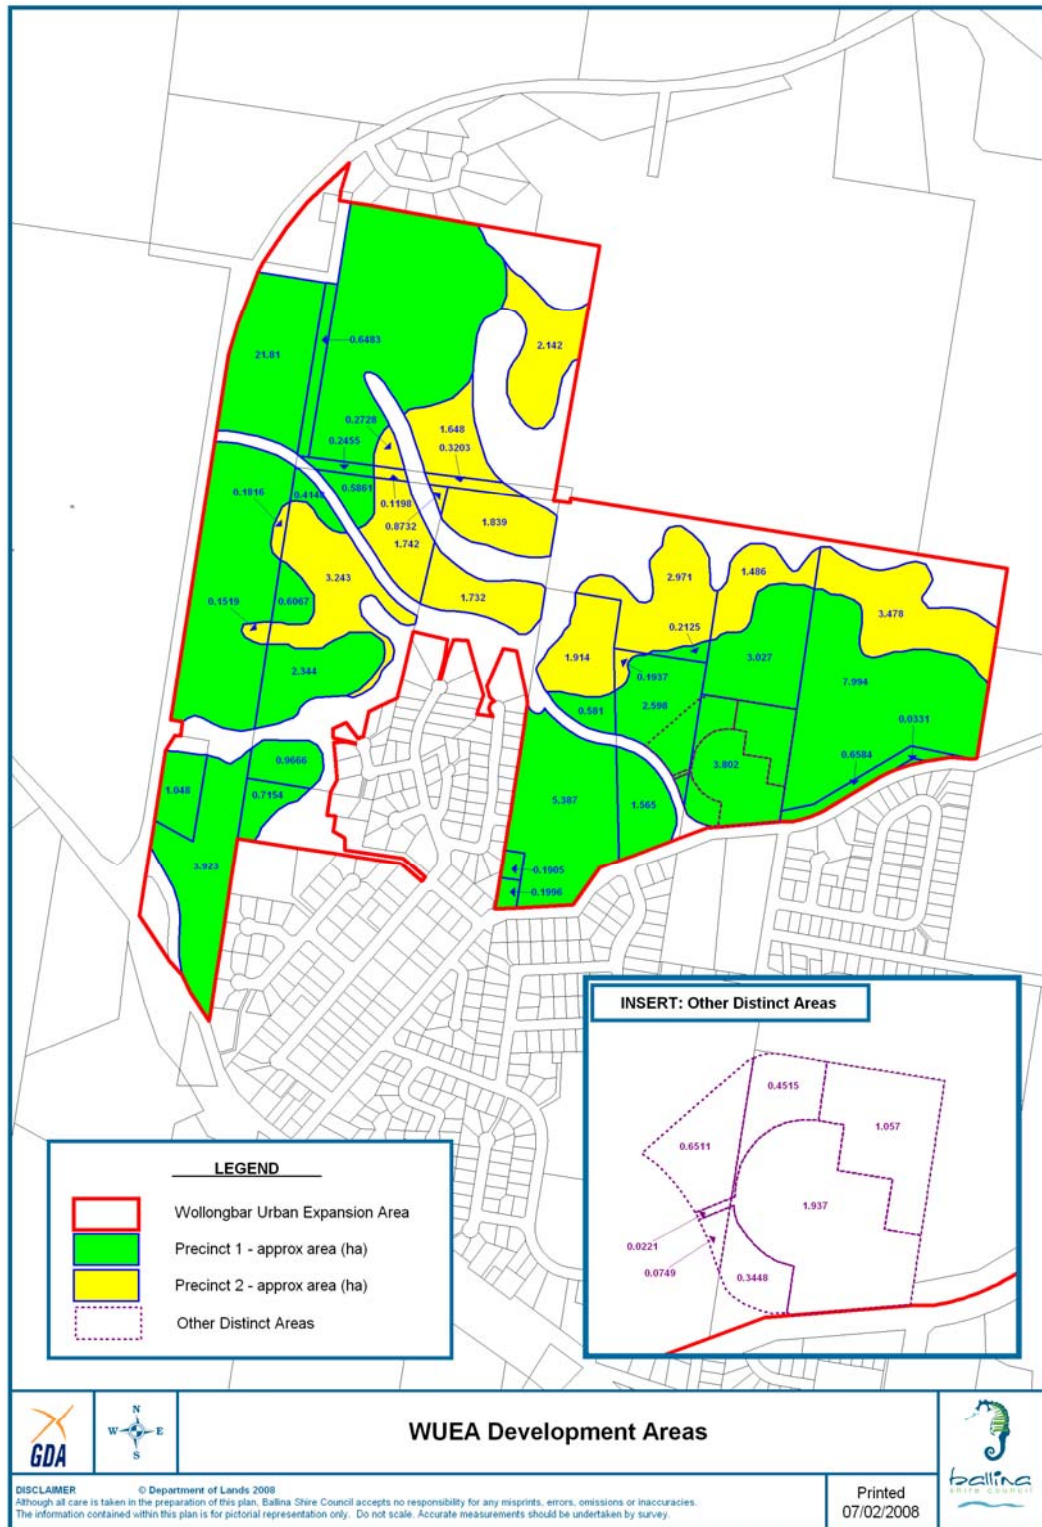 21.81
0.6483
2.142
0.2728
1.648
0.2455
0.3203
0.1816
0.5861
0.1198
0.8732
1.839
1.742
3.243
2.971
1.486
1.732
3.478
0.1519
0.6067
0.2125
1.914
3.027
0.1937
2.344
7.994
0.581
2.598
0.0331
0.6584
0.9666
3.802
1.048
0.7154
5.387
1.565
3.923
0.1905
0.1996
INSERT: Other Distinct Areas
0.4515
1.057
0.6511
1.937
0.0221
0.0749
0.3448
LEGEND
Wollongbar Urban Expansion Area
Precinct 1 - approx area (ha)
Precinct 2 - approx area (ha)
Other Distinct Areas
GDA
N
W E
S
WUEA Development Areas
ballina
shire council
DISCLAIMER © Department of Lands 2008
Although all care is taken in the preparation of this plan, Ballina Shire Council accepts no responsibility for any misprints, errors, omissions or inaccuracies.
The information contained within this plan is for pictorial representation only. Do not scale. Accurate measurements should be undertaken by survey.
Printed
07/02/2008